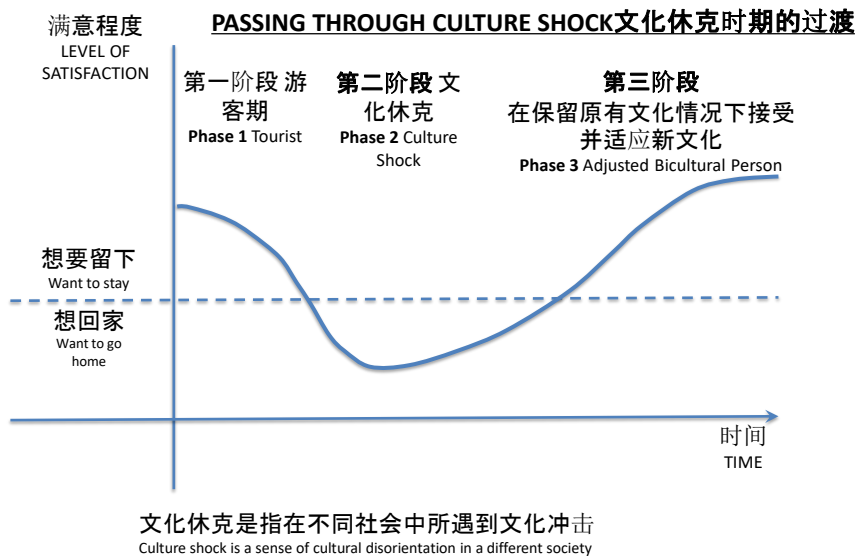 PASSING THROUGH CULTURE SHOCK文化休克时期的过渡
满意程度
LEVEL OF
SATISFACTION
第一阶段 游
客期
Phase 1 Tourist
第二阶段 文
化休克
Phase 2 Culture
Shock
第三阶段
在保留原有文化情况下接受
并适应新文化
Phase 3 Adjusted Bicultural Person
想要留下
Want to stay
想回家
Want to go
home
时间
TIME
文化休克是指在不同社会中所遇到文化冲击
Culture shock is a sense of cultural disorientation in a different society